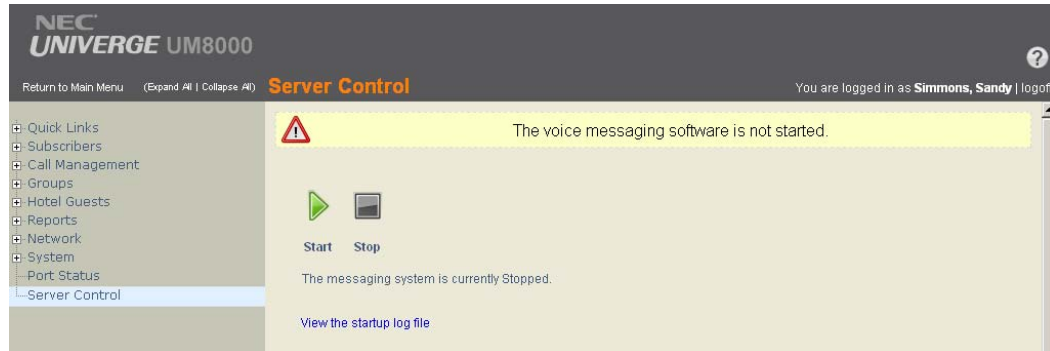 NEC
UNIVERGE UM8000
?
Return to Main Menu (Expand All | Collapse All) Server Control You are logged in as Simmons, Sandy | logof
The voice messaging software is not started.
Quick Links
Subscribers
Call Management
Groups
Hotel Guests
Reports
Network
System
Port Status
Server Control
Start Stop
The messaging system is currently Stopped.
View the startup log file